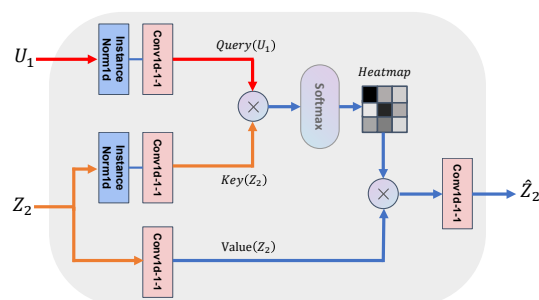 U₁
Instance
Norm1d
Conv1d-1-1
Query(U₁)
×
Softmax
Heatmap
Z₂
Instance
Norm1d
Conv1d-1-1
Key(Z₂)
Conv1d-1-1
Value(Z₂)
×
Conv1d-1-1
Ẑ₂